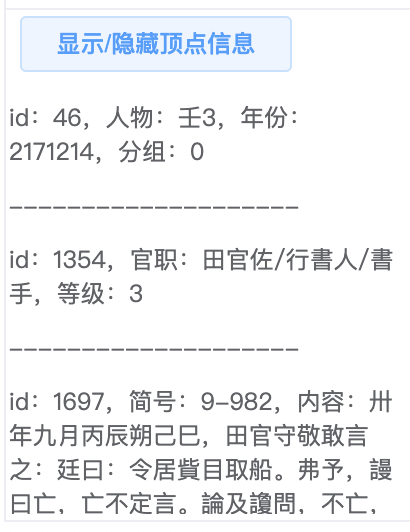 显示/隐藏顶点信息
id：46，人物：壬3，年份：
2171214，分组：0
--------------------
id：1354，官职：田官佐/行書人/書
手，等级：3
--------------------
id：1697，简号：9-982，内容：卅
年九月丙辰朔己巳，田官守敬敢言
之：廷曰：令居貲目取船。弗予，謾
曰亡，亡不定言。論及讂問，不亡，